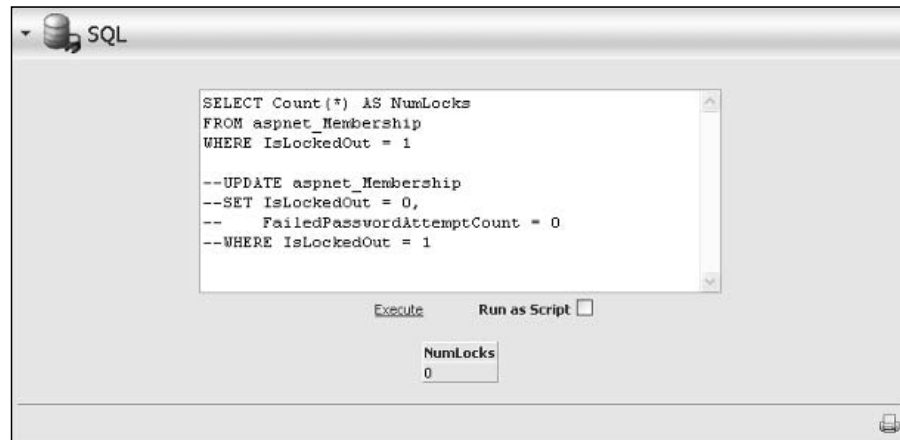 SQL
SELECT Count(*) AS NumLocks
FROM aspnet_Membership
WHERE IsLockedOut = 1
--UPDATE aspnet_Membership
--SET IsLockedOut = 0,
--    FailedPasswordAttemptCount = 0
--WHERE IsLockedOut = 1
Execute Run as Script
NumLocks
0